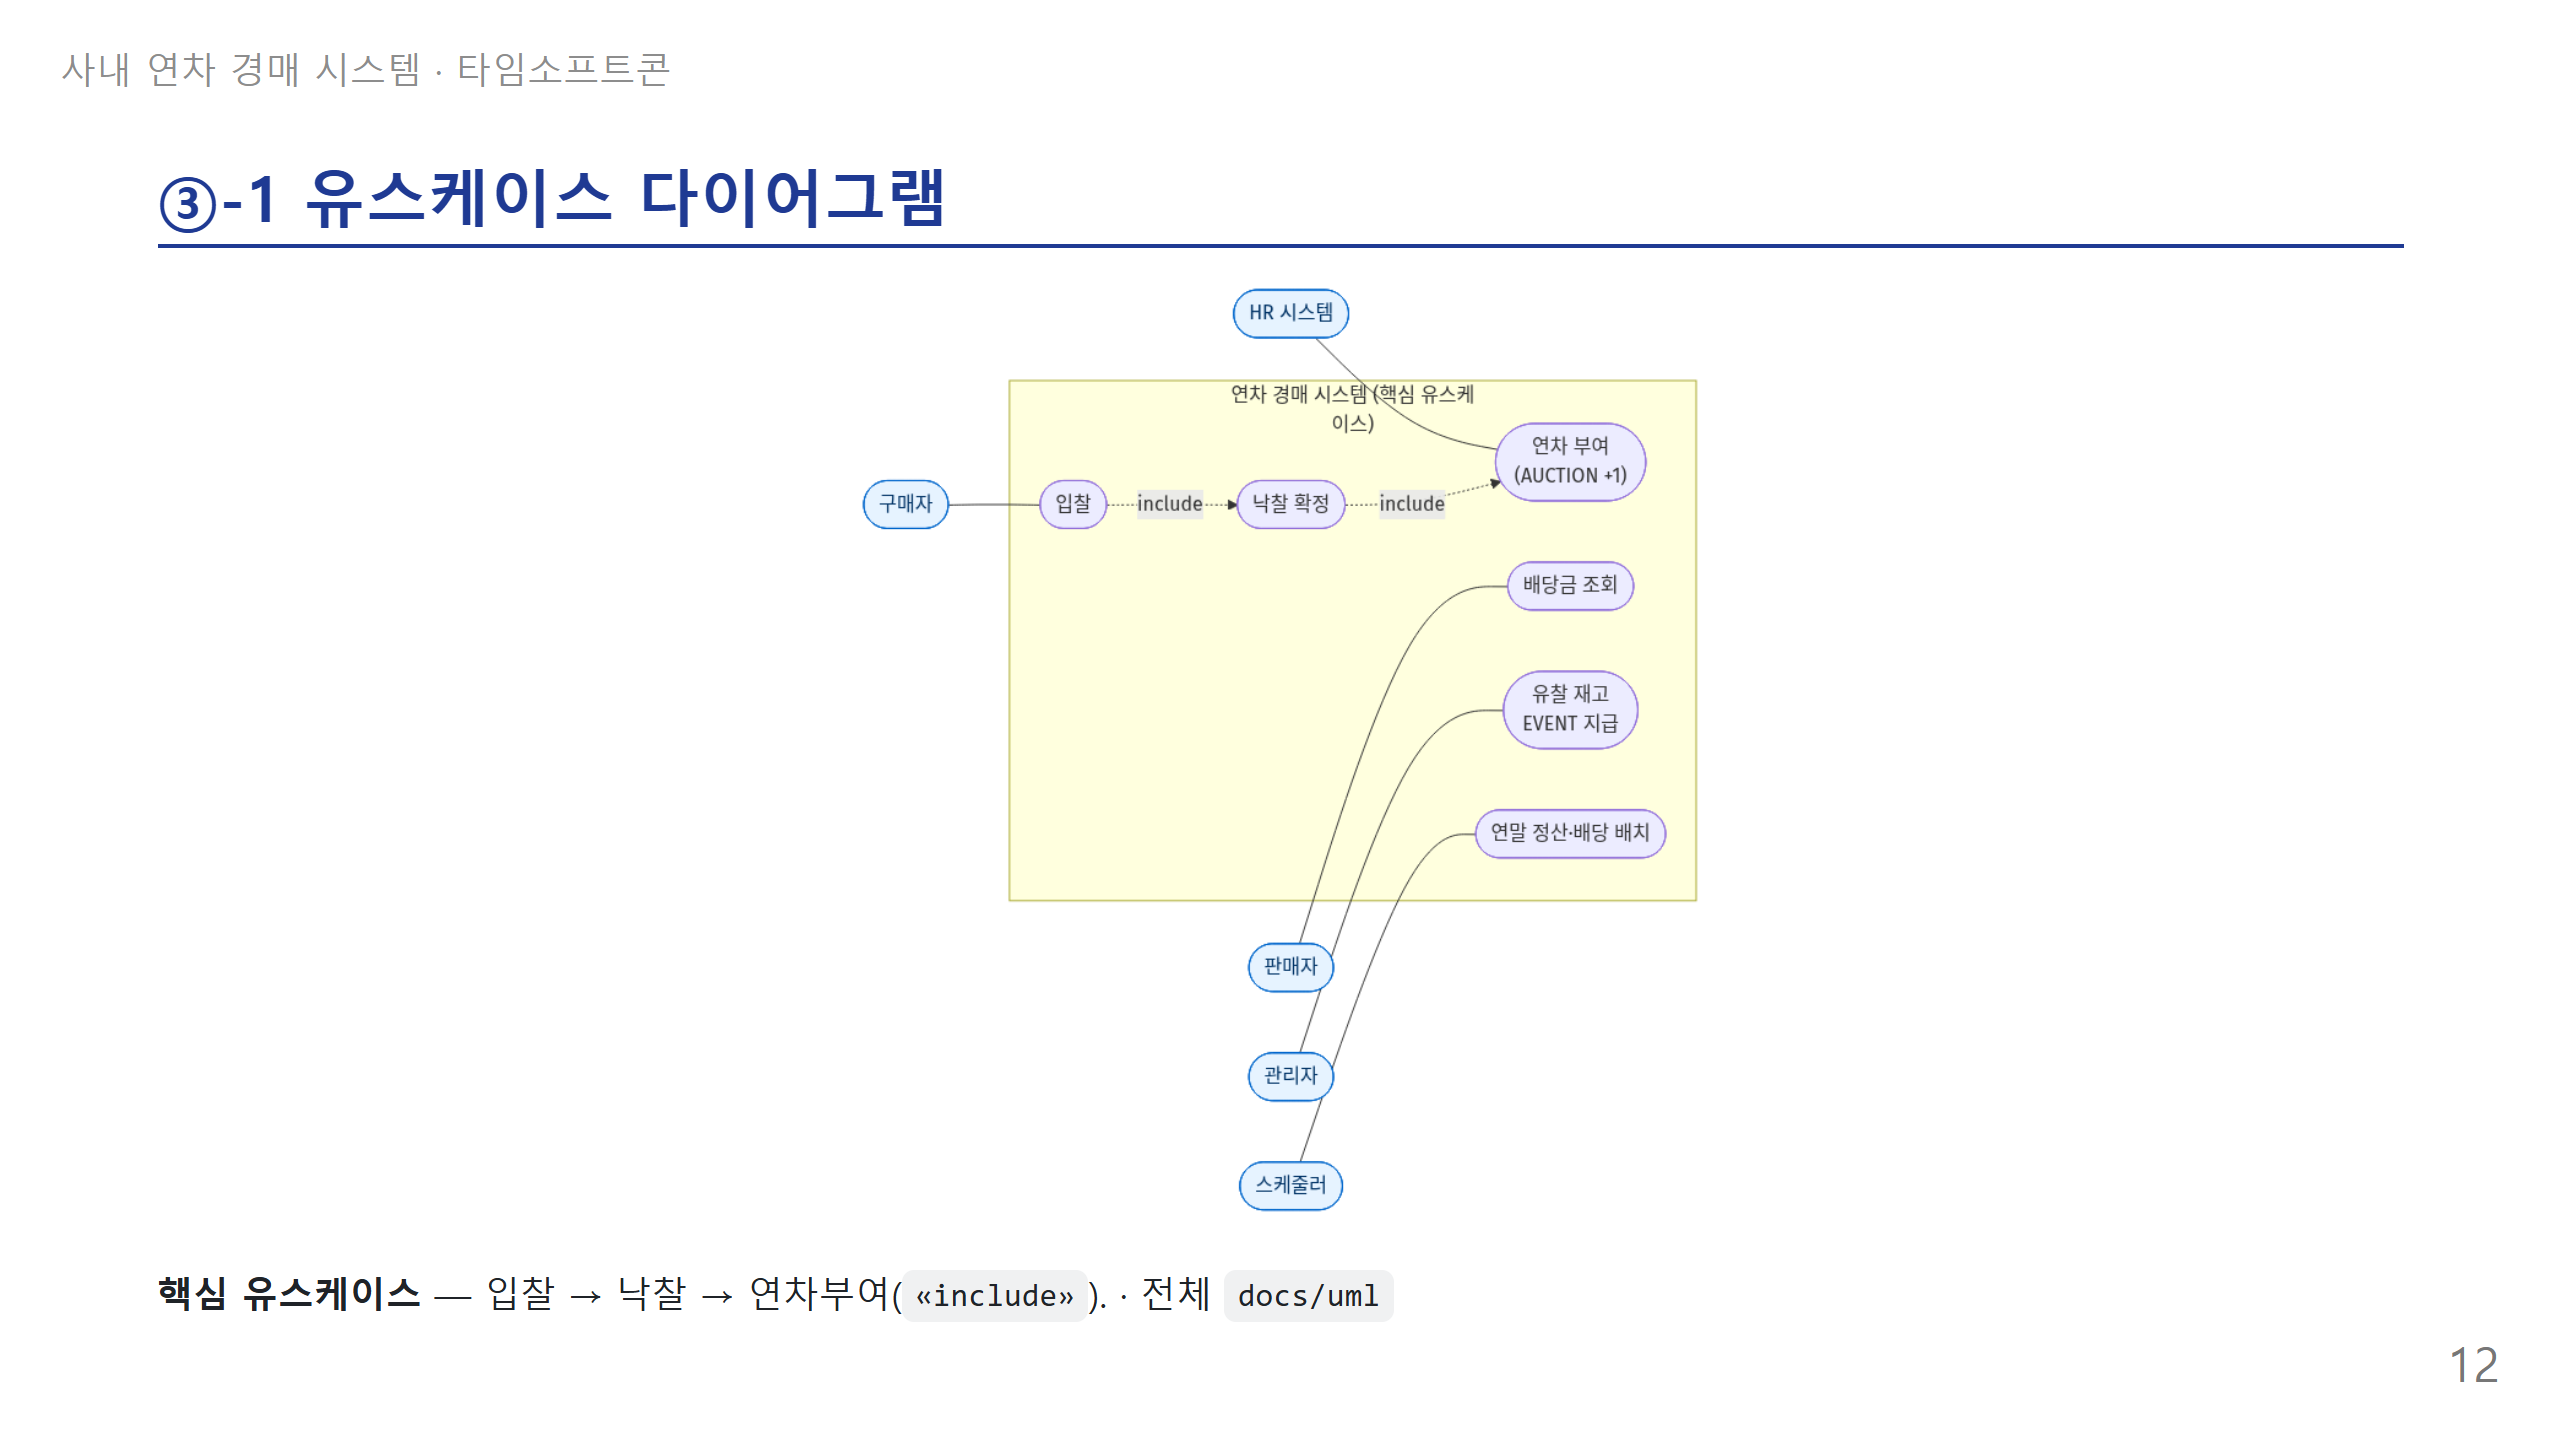 사내 연차 경매 시스템 · 타임소프트콘
③-1 유스케이스 다이어그램
HR 시스템
연차 경매 시스템 (핵심 유스케
이스)
연차 부여
(AUCTION +1)
구매자
입찰
include
낙찰 확정
include
배당금 조회
유찰 재고
EVENT 지급
연말 정산·배당 배치
판매자
관리자
스케줄러
핵심 유스케이스 — 입찰 → 낙찰 → 연차부여( «include» ). · 전체 docs/uml
12